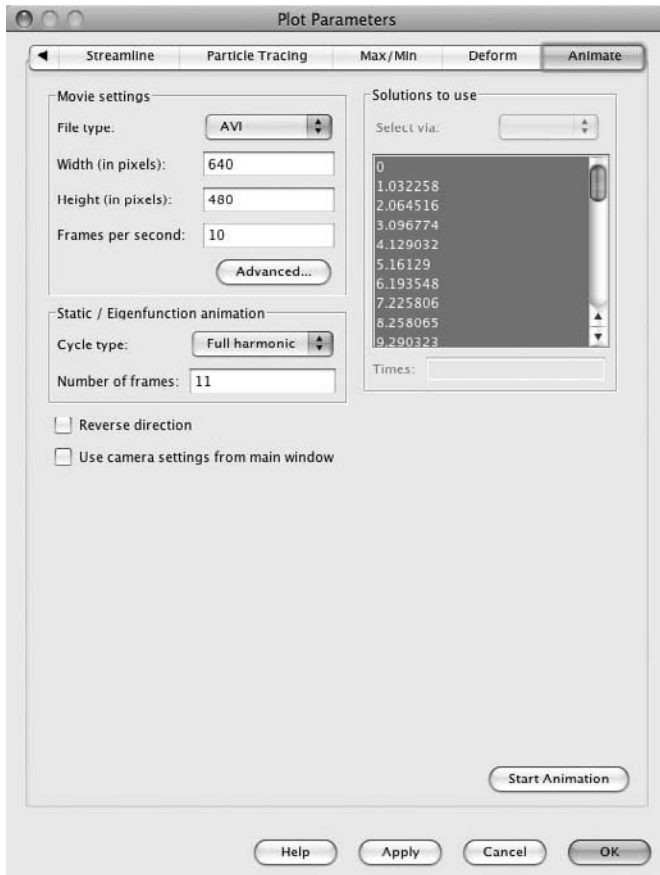 Plot Parameters
Streamline
Particle Tracing
Max/Min
Deform
Animate
Movie settings
File type:
AVI
Width (in pixels):
640
Height (in pixels):
480
Frames per second:
10
Advanced...
Static / Eigenfunction animation
Cycle type:
Full harmonic
Number of frames:
11
Reverse direction
Use camera settings from main window
Solutions to use
Select via:
0
1.032258
2.064516
3.096774
4.129032
5.16129
6.193548
7.225806
8.258065
9.290323
Times:
Start Animation
Help
Apply
Cancel
OK